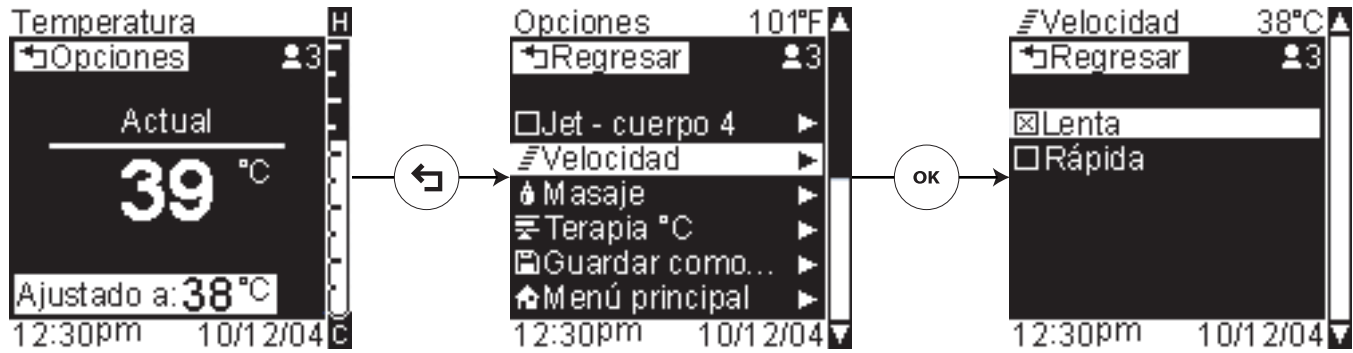 Temperatura H
Opciones 3
Actual
39 °C
Ajustado a: 38°C
12:30pm 10/12/04 C
Opciones 101°F
Regresar 3
Jet - cuerpo 4
Velocidad
Masaje
Terapia °C
Guardar como...
Menú principal
12:30pm 10/12/04
OK
Velocidad 38°C
Regresar 3
Lenta
Rápida
12:30pm 10/12/04